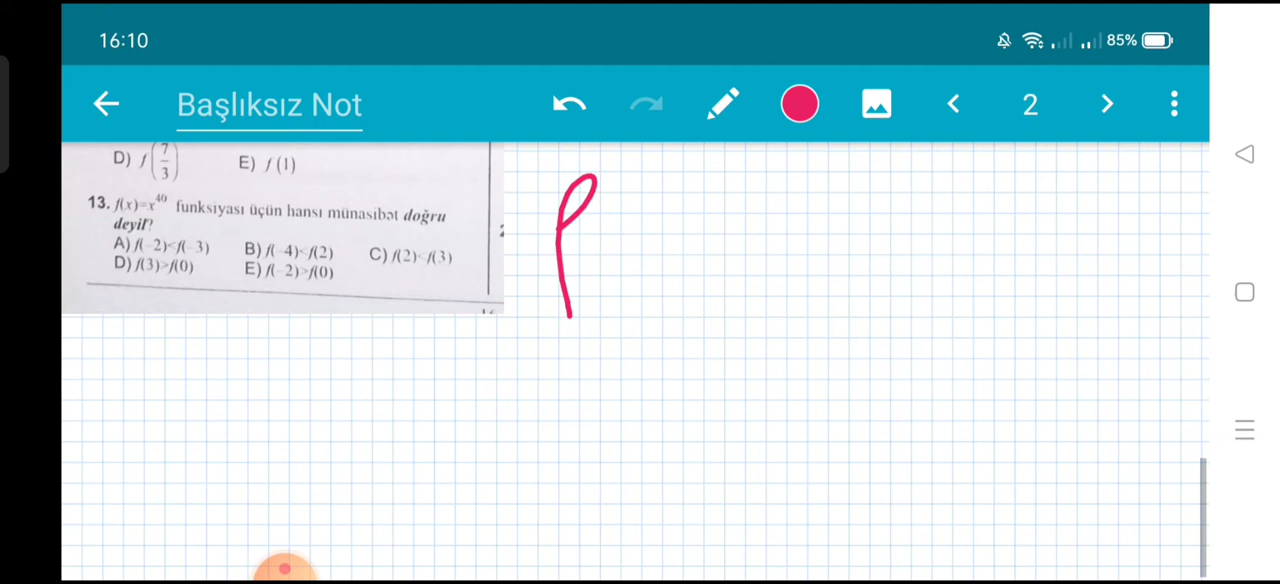 16:10
85%
Başlıksız Not
2
D) f(7/3) E) f(1)
13. f(x)=x⁴⁰ funksiyası üçün hansı münasibət doğru
deyil?
A) f(-2)<f(-3) B) f(-4)<f(2) C) f(2)<f(3)
D) f(3)>f(0) E) f(-2)>f(0)